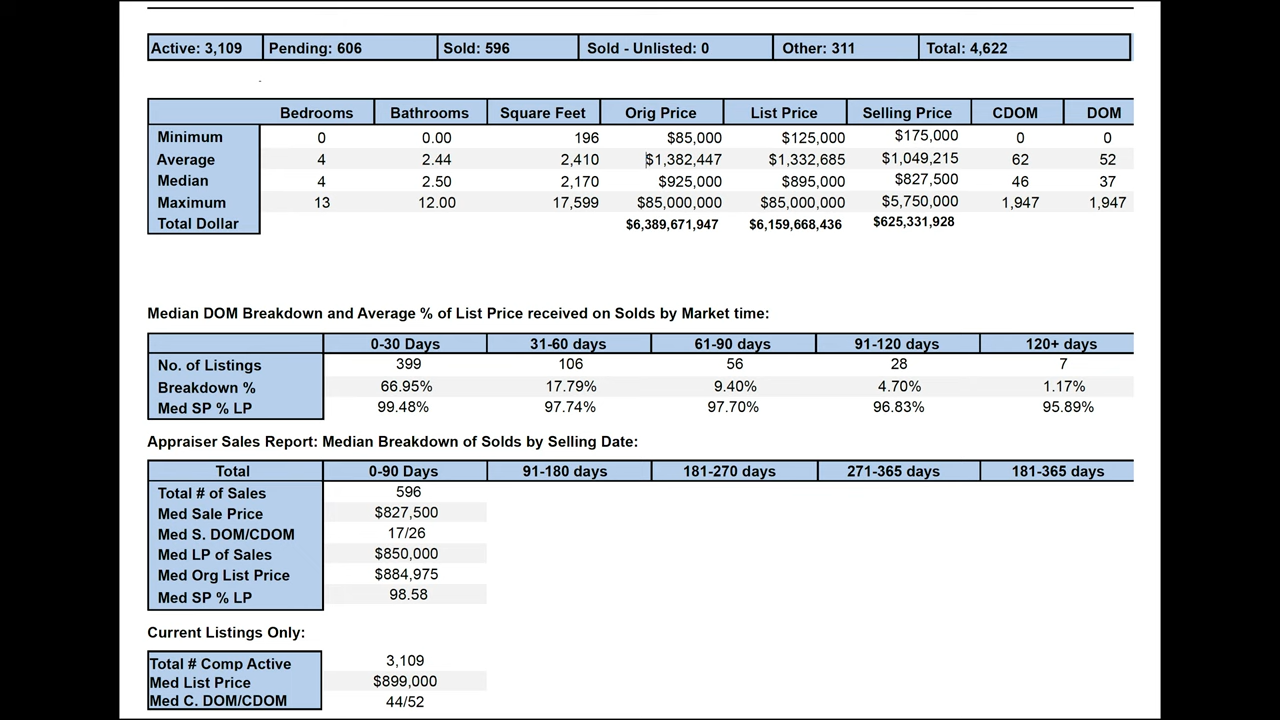 Active: 3,109 Pending: 606 Sold: 596 Sold - Unlisted: 0 Other: 311 Total: 4,622
Bedrooms Bathrooms Square Feet Orig Price List Price Selling Price CDOM DOM
Minimum 0 0.00 196 $85,000 $125,000 $175,000 0 0
Average 4 2.44 2,410 $1,382,447 $1,332,685 $1,049,215 62 52
Median 4 2.50 2,170 $925,000 $895,000 $827,500 46 37
Maximum 13 12.00 17,599 $85,000,000 $85,000,000 $5,750,000 1,947 1,947
Total Dollar $6,389,671,947 $6,159,668,436 $625,331,928
Median DOM Breakdown and Average % of List Price received on Solds by Market time:
0-30 Days 31-60 days 61-90 days 91-120 days 120+ days
No. of Listings 399 106 56 28 7
Breakdown % 66.95% 17.79% 9.40% 4.70% 1.17%
Med SP % LP 99.48% 97.74% 97.70% 96.83% 95.89%
Appraiser Sales Report: Median Breakdown of Solds by Selling Date:
Total 0-90 Days 91-180 days 181-270 days 271-365 days 181-365 days
Total # of Sales 596
Med Sale Price $827,500
Med S. DOM/CDOM 17/26
Med LP of Sales $850,000
Med Org List Price $884,975
Med SP % LP 98.58
Current Listings Only:
Total # Comp Active 3,109
Med List Price $899,000
Med C. DOM/CDOM 44/52